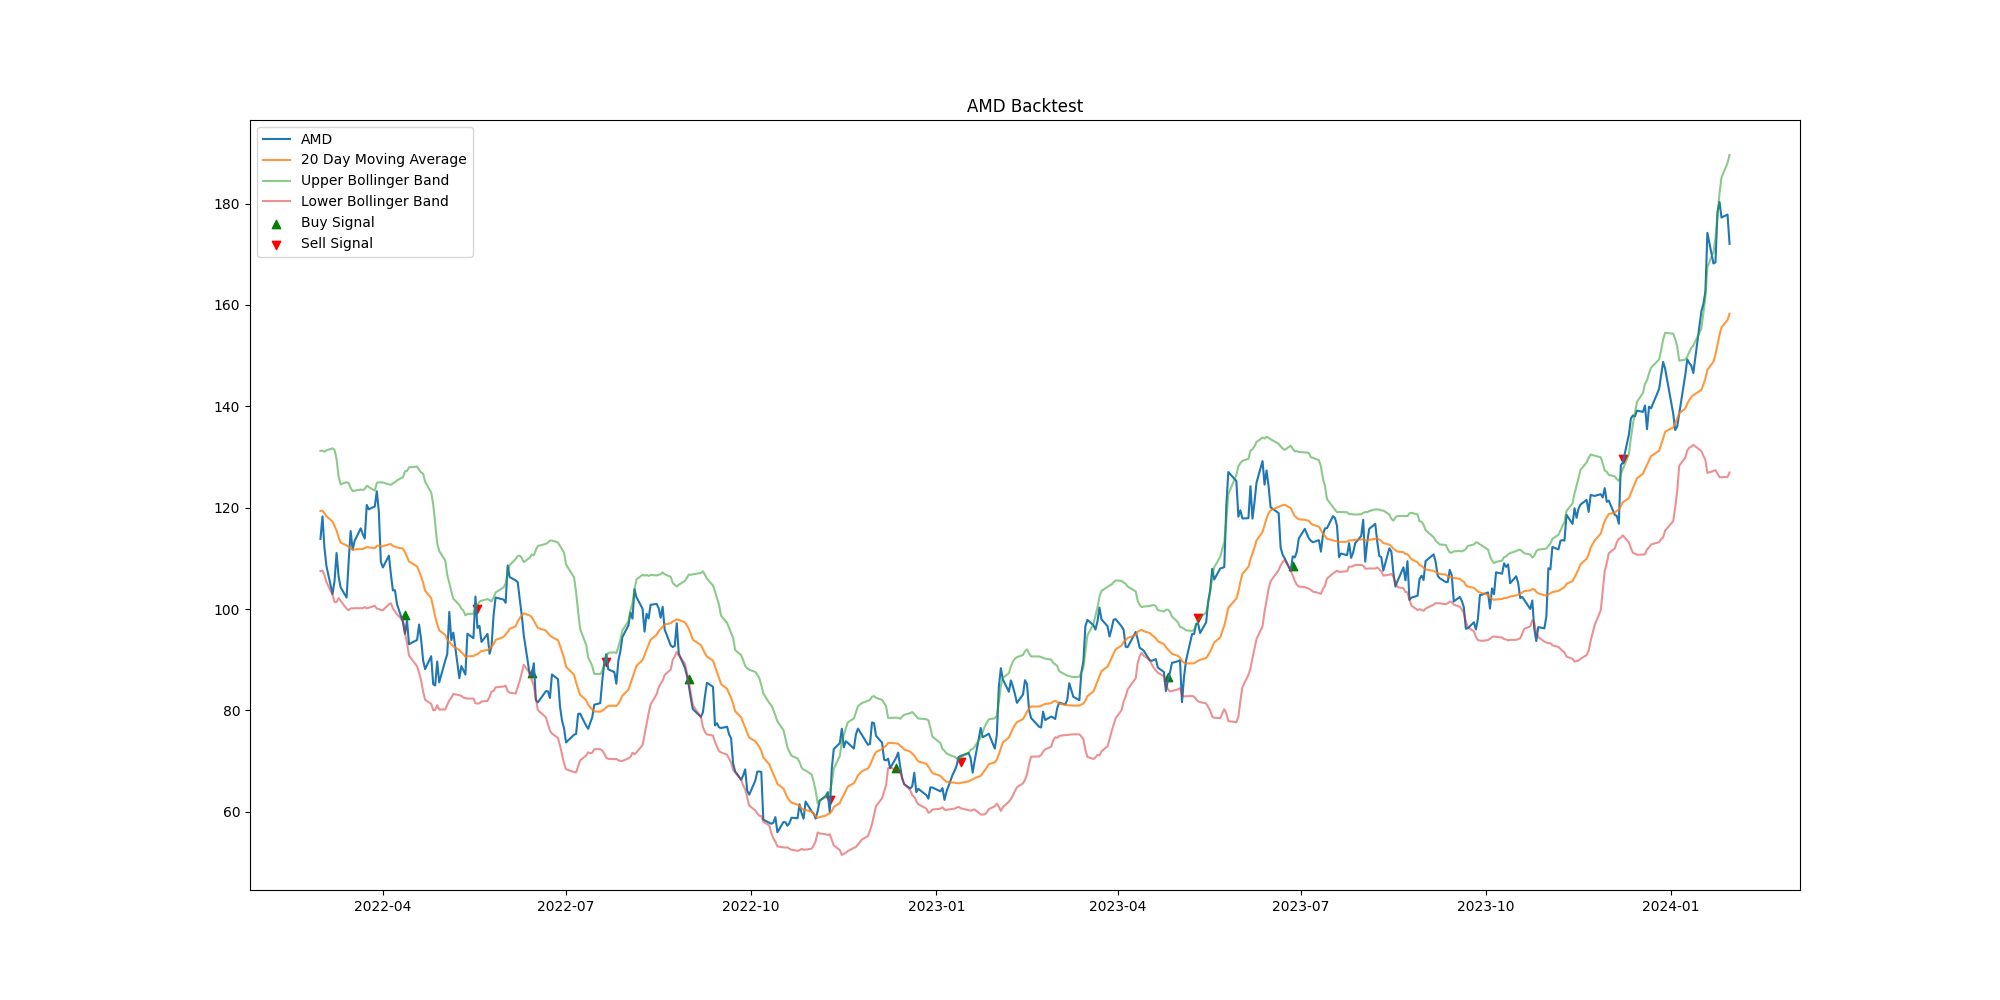 AMD Backtest
AMD
20 Day Moving Average
Upper Bollinger Band
Lower Bollinger Band
Buy Signal
Sell Signal
180
160
140
120
100
80
60
2022-04 2022-07 2022-10 2023-01 2023-04 2023-07 2023-10 2024-01